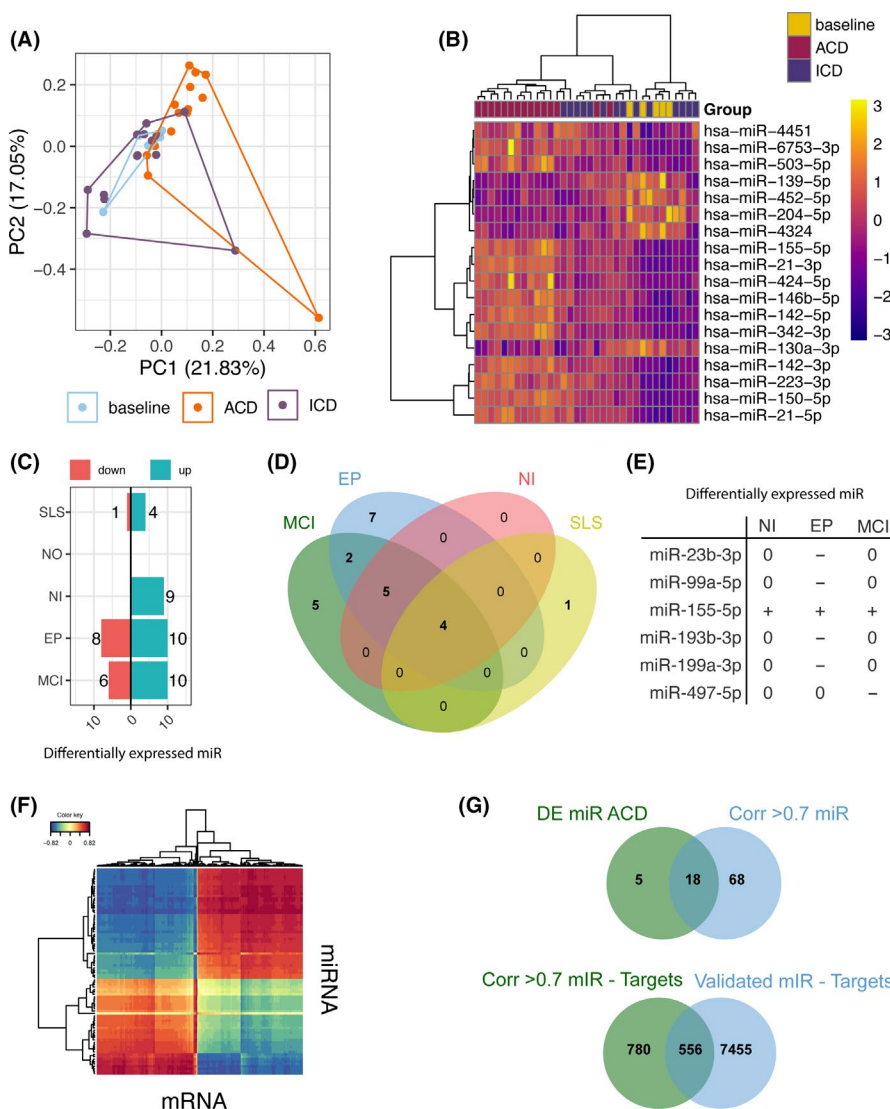 (A)
0.2
0.0
−0.2
−0.4
PC2 (17.05%)
−0.2 0.0 0.2 0.4 0.6
PC1 (21.83%)
baseline ACD ICD
(B)
baseline
ACD
ICD
Group
hsa−miR−4451
hsa−miR−6753−3p
hsa−miR−503−5p
hsa−miR−139−5p
hsa−miR−452−5p
hsa−miR−204−5p
hsa−miR−4324
hsa−miR−155−5p
hsa−miR−21−3p
hsa−miR−424−5p
hsa−miR−146b−5p
hsa−miR−142−5p
hsa−miR−342−3p
hsa−miR−130a−3p
hsa−miR−142−3p
hsa−miR−223−3p
hsa−miR−150−5p
hsa−miR−21−5p
3
2
1
0
−1
−2
−3
(C)
down up
SLS 1 4
NO
NI 9
EP 8 10
MCI 6 10
10 0 10
Differentially expressed miR
(D)
EP NI
MCI SLS
7 0
2 0 0
5 5 0 1
4
0 0
0 0
0
(E)
Differentially expressed miR
NI EP MCI
miR−23b−3p 0 − 0
miR−99a−5p 0 − 0
miR−155−5p + + +
miR−193b−3p 0 − 0
miR−199a−3p 0 − 0
miR−497−5p 0 0 −
(F)
Color key
−0.82 0.82
miRNA
mRNA
(G)
DE miR ACD Corr >0.7 miR
5 18 68
Corr >0.7 mIR - Targets Validated mIR - Targets
780 556 7455